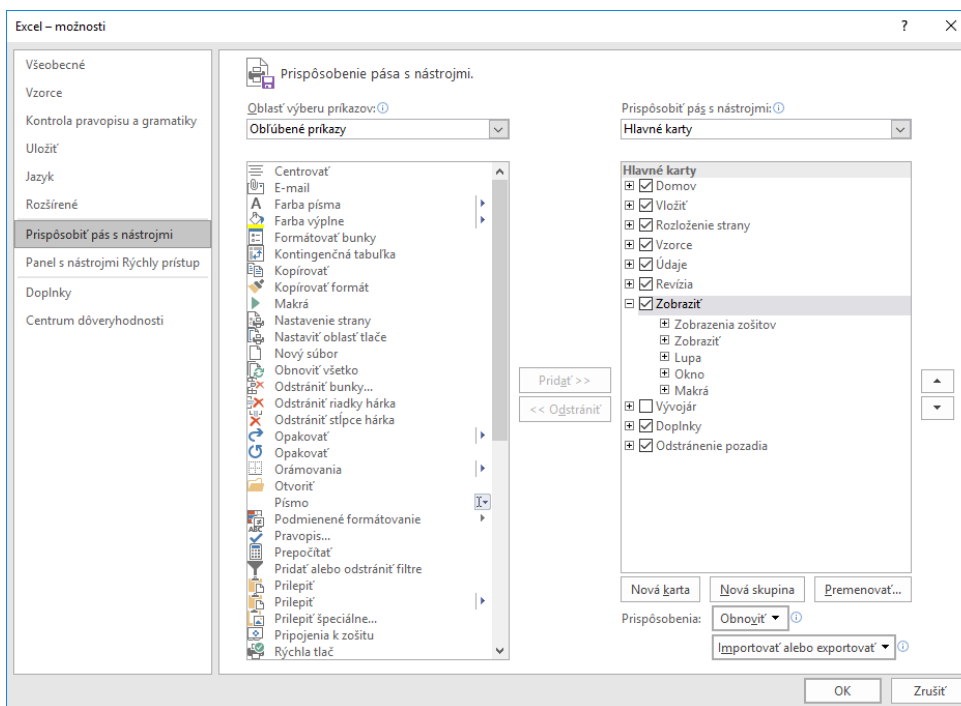 Excel – možnosti
?
Všeobecné
Vzorce
Kontrola pravopisu a gramatiky
Uložiť
Jazyk
Rozšírené
Prispôsobiť pás s nástrojmi
Panel s nástrojmi Rýchly prístup
Doplnky
Centrum dôveryhodnosti
Prispôsobenie pása s nástrojmi.
Oblasť výberu príkazov:
Obľúbené príkazy
Centrovať
E-mail
Farba písma
Farba výplne
Formátovať bunky
Kontingenčná tabuľka
Kopírovať
Kopírovať formát
Makrá
Nastavenie strany
Nastaviť oblasť tlače
Nový súbor
Obnoviť všetko
Odstrániť bunky...
Odstrániť riadky hárka
Odstrániť stĺpce hárka
Opakovať
Opakovať
Orámovania
Otvoriť
Písmo
Podmienené formátovanie
Pravopis...
Prepočítať
Pridať alebo odstrániť filtre
Prilepiť
Prilepiť
Prilepiť špeciálne...
Pripojenia k zošitu
Rýchla tlač
Pridať >>
<< Odstrániť
Prispôsobiť pás s nástrojmi:
Hlavné karty
Hlavné karty
Domov
Vložiť
Rozloženie strany
Vzorce
Údaje
Revízia
Zobraziť
Zobrazenia zošitov
Zobraziť
Lupa
Okno
Makrá
Vývojár
Doplnky
Odstránenie pozadia
Nová karta
Nová skupina
Premenovať...
Prispôsobenia:
Obnoviť
Importovať alebo exportovať
OK
Zrušiť